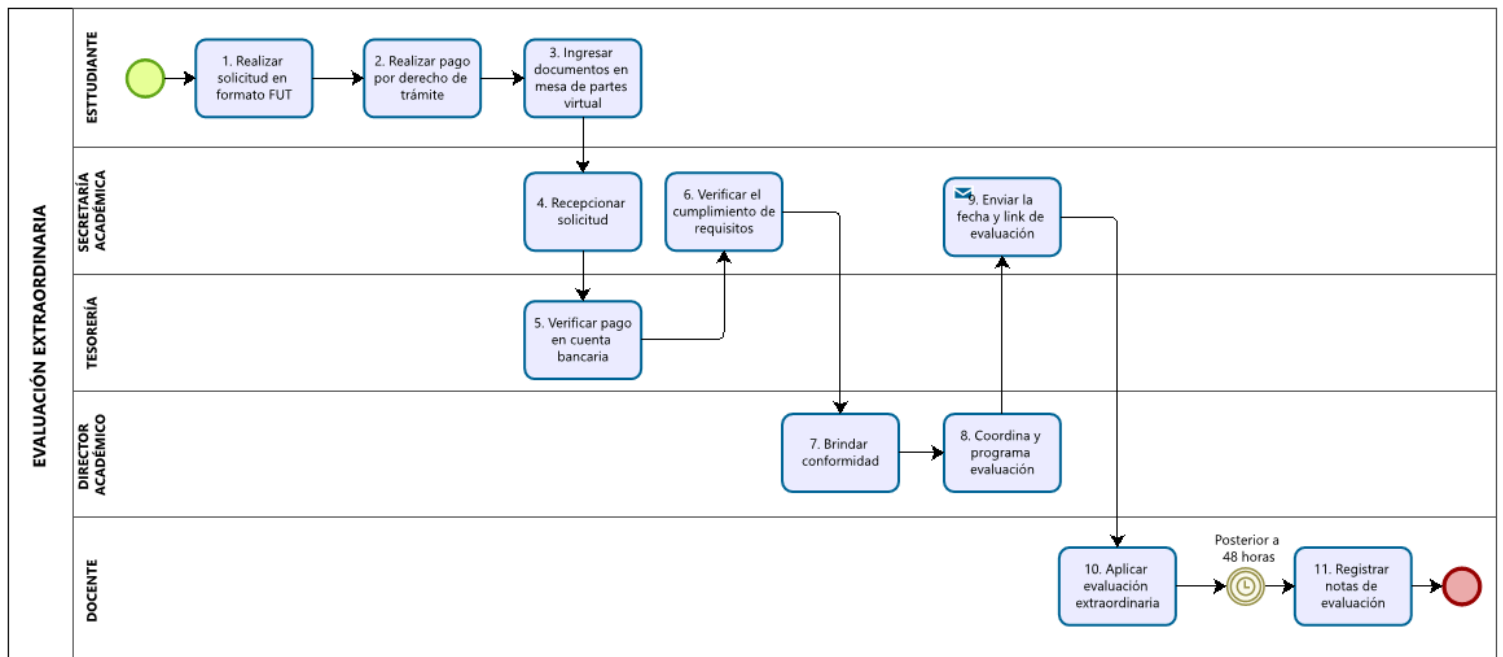 EVALUACIÓN EXTRAORDINARIA
ESTTUDIANTE
1. Realizar
solicitud en
formato FUT
2. Realizar pago
por derecho de
trámite
3. Ingresar
documentos en
mesa de partes
virtual
SECRETARÍA
ACADÉMICA
4. Recepcionar
solicitud
6. Verificar el
cumplimiento de
requisitos
9. Enviar la
fecha y link de
evaluación
TESORERÍA
5. Verificar pago
en cuenta
bancaria
DIRECTOR
ACADÉMICO
7. Brindar
conformidad
8. Coordina y
programa
evaluación
DOCENTE
10. Aplicar
evaluación
extraordinaria
Posterior a
48 horas
11. Registrar
notas de
evaluación